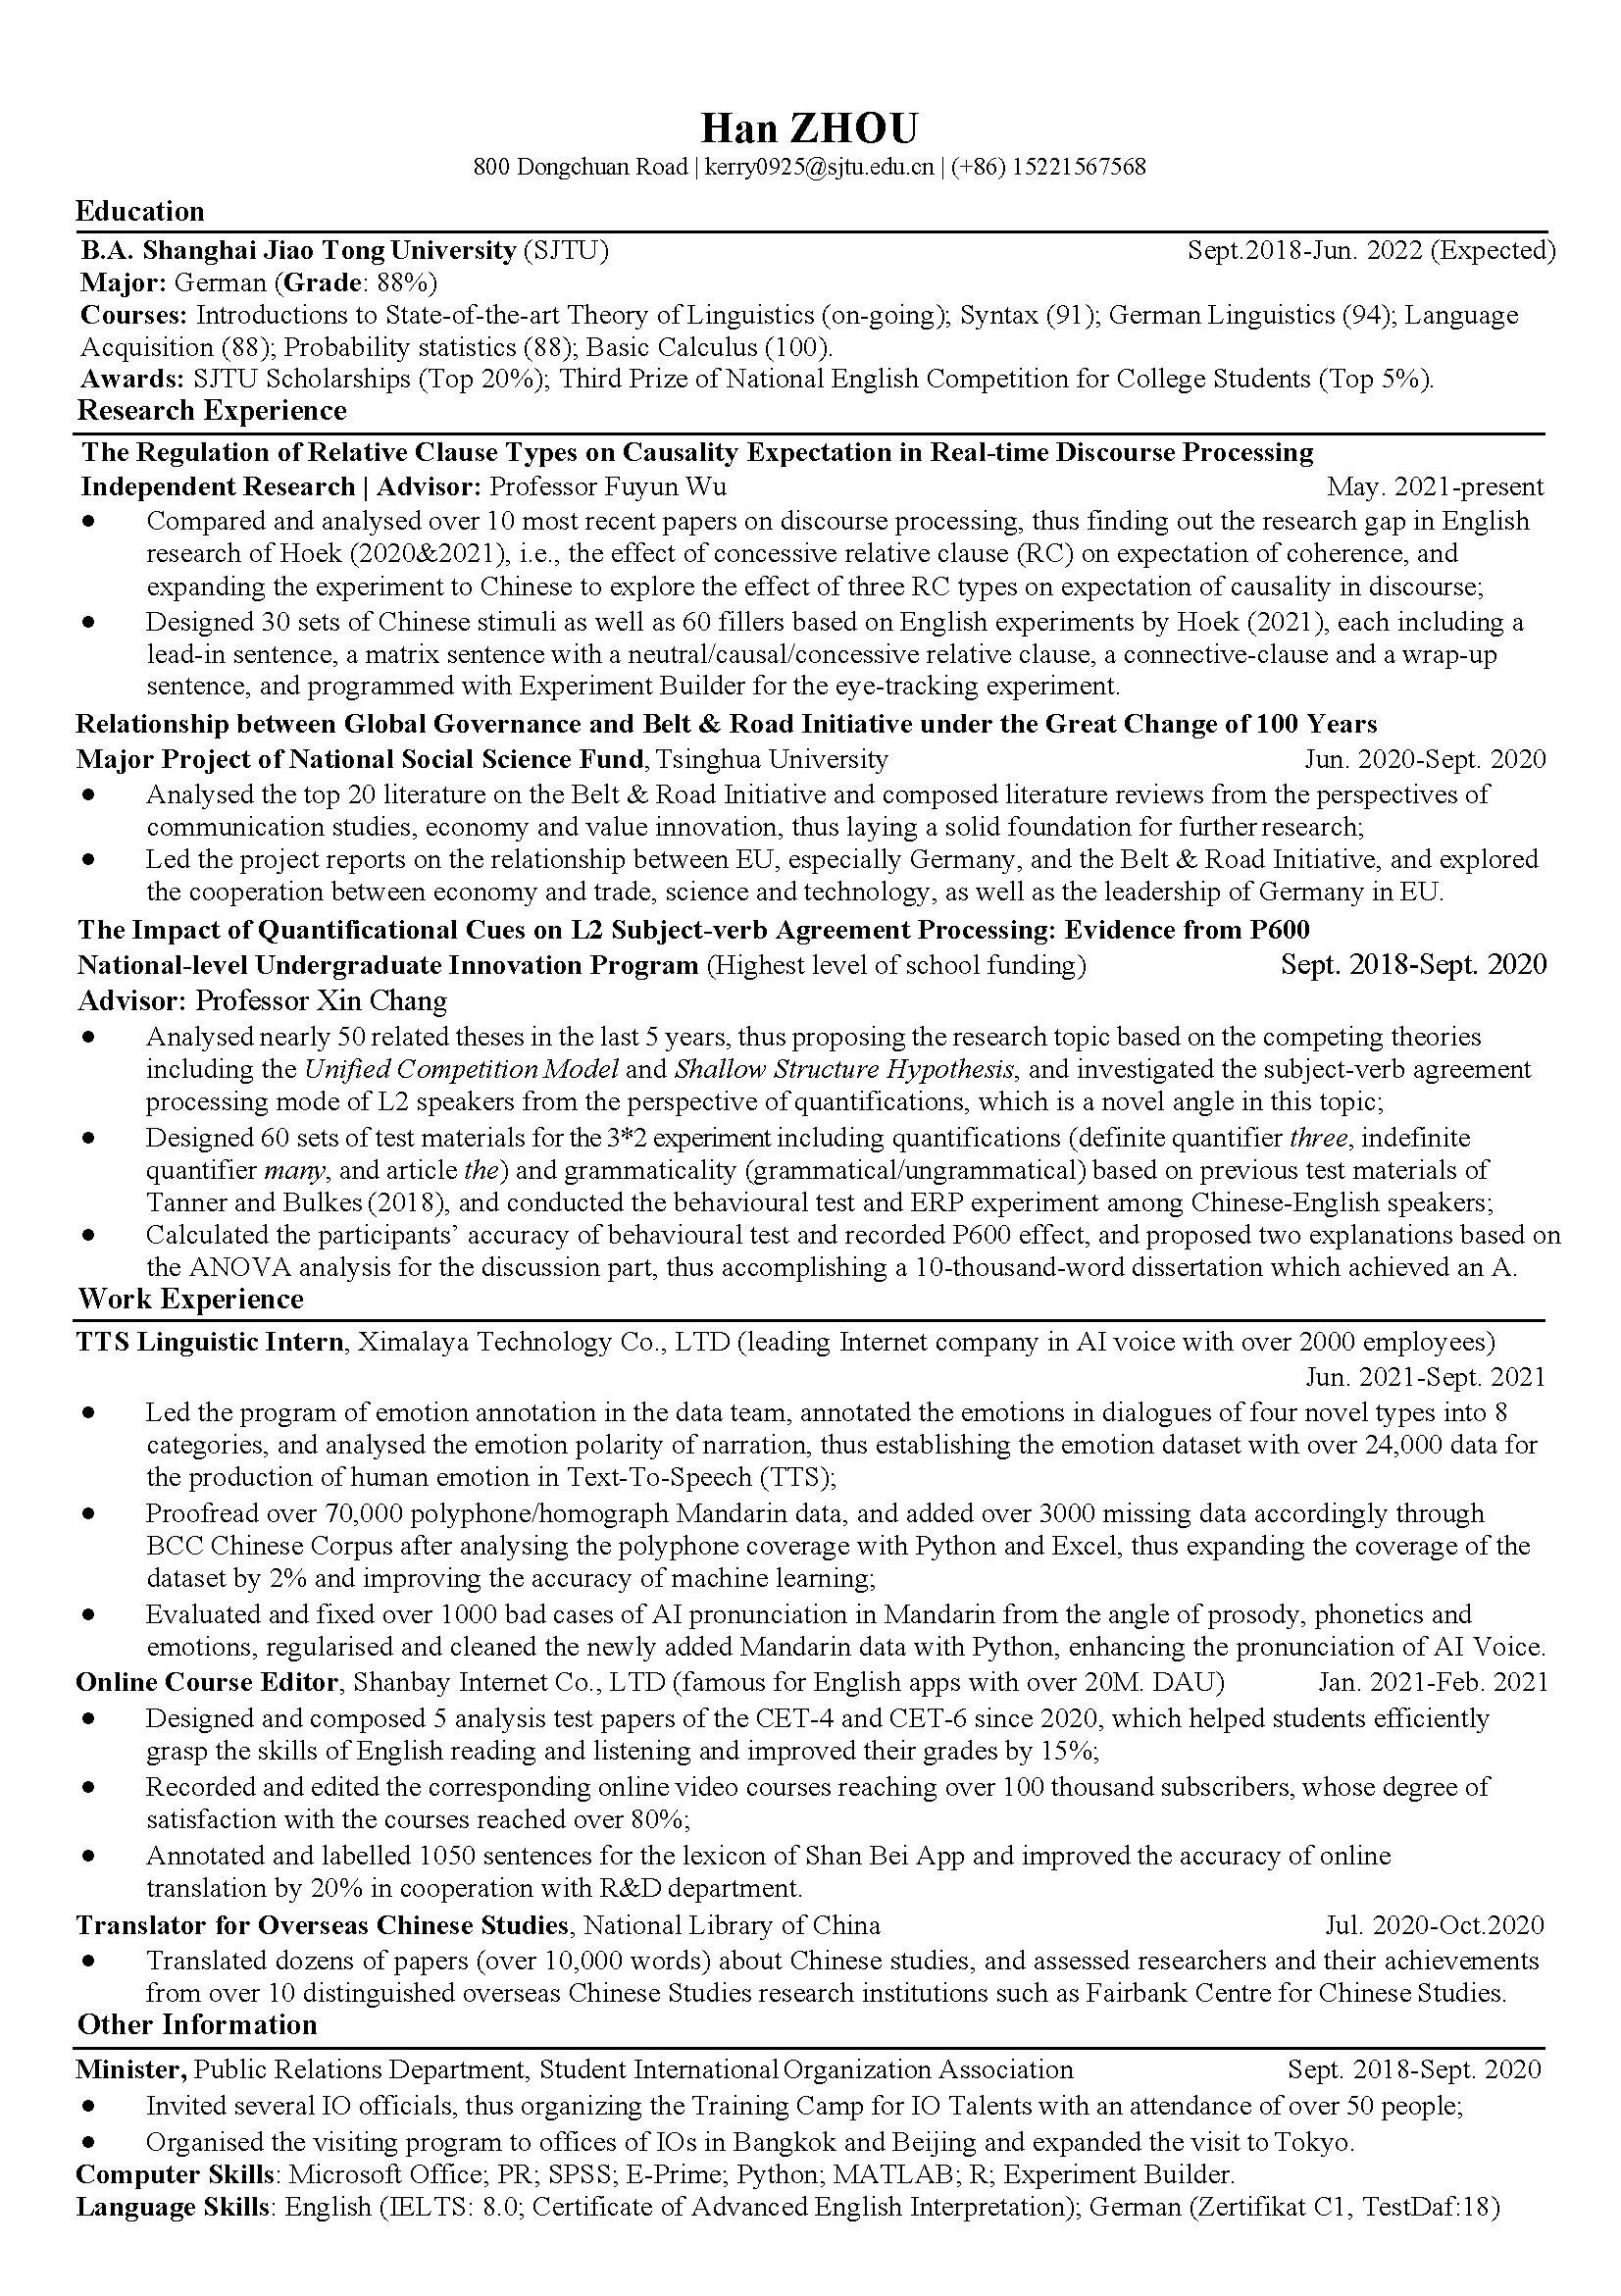 Han ZHOU
800 Dongchuan Road | kerry0925@sjtu.edu.cn | (+86) 15221567568
Education
B.A. Shanghai Jiao Tong University (SJTU) Sept.2018-Jun. 2022 (Expected)
Major: German (Grade: 88%)
Courses: Introductions to State-of-the-art Theory of Linguistics (on-going); Syntax (91); German Linguistics (94); Language
Acquisition (88); Probability statistics (88); Basic Calculus (100).
Awards: SJTU Scholarships (Top 20%); Third Prize of National English Competition for College Students (Top 5%).
Research Experience
The Regulation of Relative Clause Types on Causality Expectation in Real-time Discourse Processing
Independent Research | Advisor: Professor Fuyun Wu May. 2021-present
● Compared and analysed over 10 most recent papers on discourse processing, thus finding out the research gap in English
research of Hoek (2020&2021), i.e., the effect of concessive relative clause (RC) on expectation of coherence, and
expanding the experiment to Chinese to explore the effect of three RC types on expectation of causality in discourse;
● Designed 30 sets of Chinese stimuli as well as 60 fillers based on English experiments by Hoek (2021), each including a
lead-in sentence, a matrix sentence with a neutral/causal/concessive relative clause, a connective-clause and a wrap-up
sentence, and programmed with Experiment Builder for the eye-tracking experiment.
Relationship between Global Governance and Belt & Road Initiative under the Great Change of 100 Years
Major Project of National Social Science Fund, Tsinghua University Jun. 2020-Sept. 2020
● Analysed the top 20 literature on the Belt & Road Initiative and composed literature reviews from the perspectives of
communication studies, economy and value innovation, thus laying a solid foundation for further research;
● Led the project reports on the relationship between EU, especially Germany, and the Belt & Road Initiative, and explored
the cooperation between economy and trade, science and technology, as well as the leadership of Germany in EU.
The Impact of Quantificational Cues on L2 Subject-verb Agreement Processing: Evidence from P600
National-level Undergraduate Innovation Program (Highest level of school funding) Sept. 2018-Sept. 2020
Advisor: Professor Xin Chang
● Analysed nearly 50 related theses in the last 5 years, thus proposing the research topic based on the competing theories
including the Unified Competition Model and Shallow Structure Hypothesis, and investigated the subject-verb agreement
processing mode of L2 speakers from the perspective of quantifications, which is a novel angle in this topic;
● Designed 60 sets of test materials for the 3*2 experiment including quantifications (definite quantifier three, indefinite
quantifier many, and article the) and grammaticality (grammatical/ungrammatical) based on previous test materials of
Tanner and Bulkes (2018), and conducted the behavioural test and ERP experiment among Chinese-English speakers;
● Calculated the participants’ accuracy of behavioural test and recorded P600 effect, and proposed two explanations based on
the ANOVA analysis for the discussion part, thus accomplishing a 10-thousand-word dissertation which achieved an A.
Work Experience
TTS Linguistic Intern, Ximalaya Technology Co., LTD (leading Internet company in AI voice with over 2000 employees)
Jun. 2021-Sept. 2021
● Led the program of emotion annotation in the data team, annotated the emotions in dialogues of four novel types into 8
categories, and analysed the emotion polarity of narration, thus establishing the emotion dataset with over 24,000 data for
the production of human emotion in Text-To-Speech (TTS);
● Proofread over 70,000 polyphone/homograph Mandarin data, and added over 3000 missing data accordingly through
BCC Chinese Corpus after analysing the polyphone coverage with Python and Excel, thus expanding the coverage of the
dataset by 2% and improving the accuracy of machine learning;
● Evaluated and fixed over 1000 bad cases of AI pronunciation in Mandarin from the angle of prosody, phonetics and
emotions, regularised and cleaned the newly added Mandarin data with Python, enhancing the pronunciation of AI Voice.
Online Course Editor, Shanbay Internet Co., LTD (famous for English apps with over 20M. DAU) Jan. 2021-Feb. 2021
● Designed and composed 5 analysis test papers of the CET-4 and CET-6 since 2020, which helped students efficiently
grasp the skills of English reading and listening and improved their grades by 15%;
● Recorded and edited the corresponding online video courses reaching over 100 thousand subscribers, whose degree of
satisfaction with the courses reached over 80%;
● Annotated and labelled 1050 sentences for the lexicon of Shan Bei App and improved the accuracy of online
translation by 20% in cooperation with R&D department.
Translator for Overseas Chinese Studies, National Library of China Jul. 2020-Oct.2020
● Translated dozens of papers (over 10,000 words) about Chinese studies, and assessed researchers and their achievements
from over 10 distinguished overseas Chinese Studies research institutions such as Fairbank Centre for Chinese Studies.
Other Information
Minister, Public Relations Department, Student International Organization Association Sept. 2018-Sept. 2020
● Invited several IO officials, thus organizing the Training Camp for IO Talents with an attendance of over 50 people;
● Organised the visiting program to offices of IOs in Bangkok and Beijing and expanded the visit to Tokyo.
Computer Skills: Microsoft Office; PR; SPSS; E-Prime; Python; MATLAB; R; Experiment Builder.
Language Skills: English (IELTS: 8.0; Certificate of Advanced English Interpretation); German (Zertifikat C1, TestDaf:18)